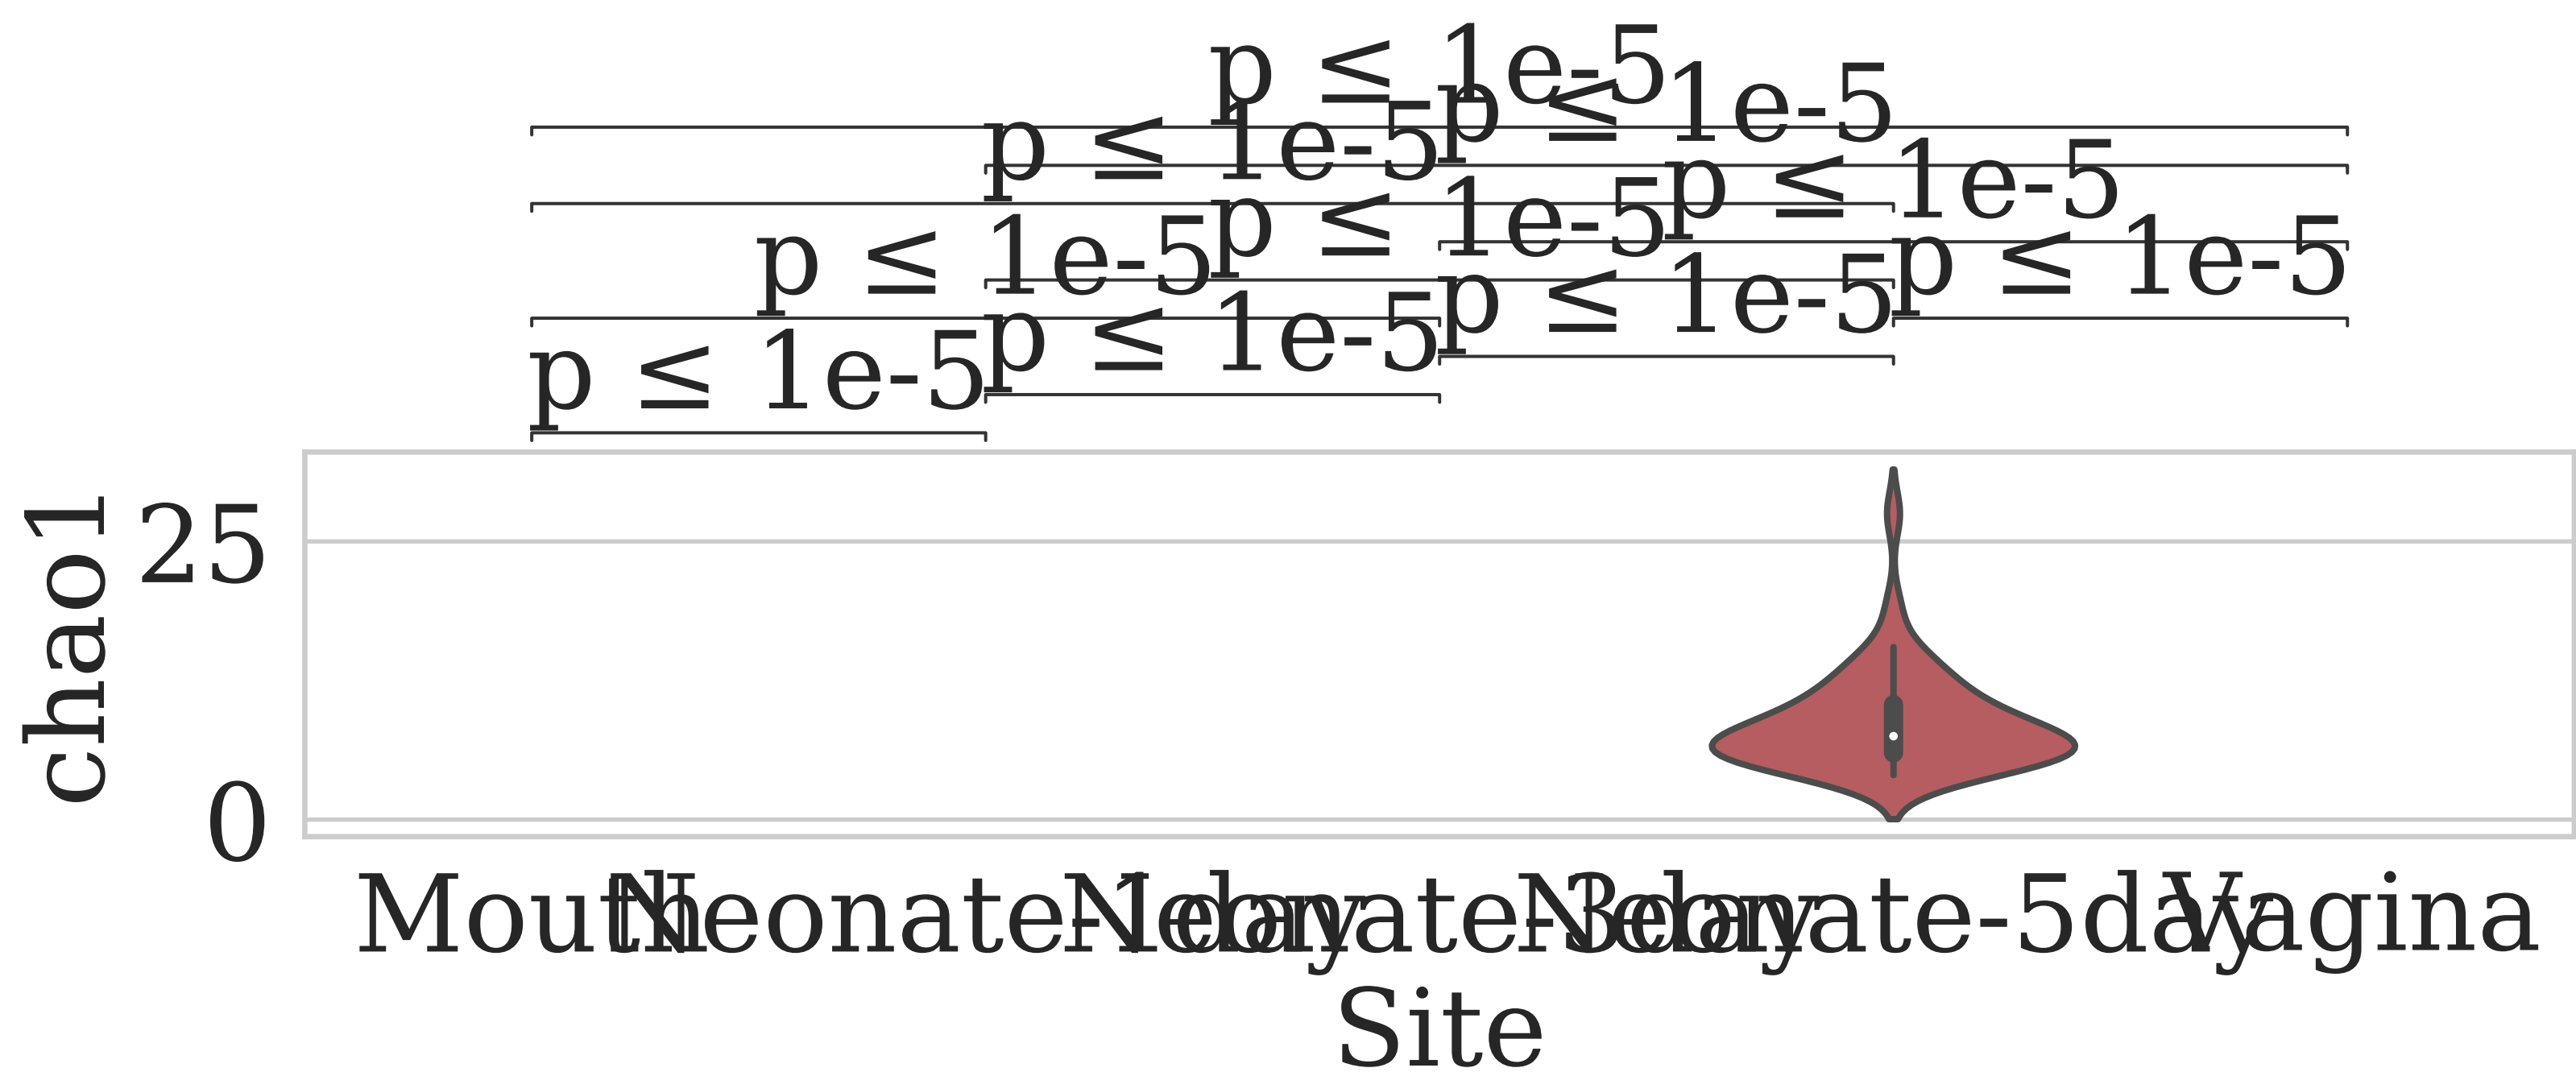 p ≤ 1e-5
p ≤ 1e-5
p ≤ 1e-5
p ≤ 1e-5
p ≤ 1e-5
p ≤ 1e-5
p ≤ 1e-5
p ≤ 1e-5
p ≤ 1e-5
p ≤ 1e-5
chao1
25
0
Mouth
Neonate-1day
Neonate-3day
Neonate-5day
Vagina
Site